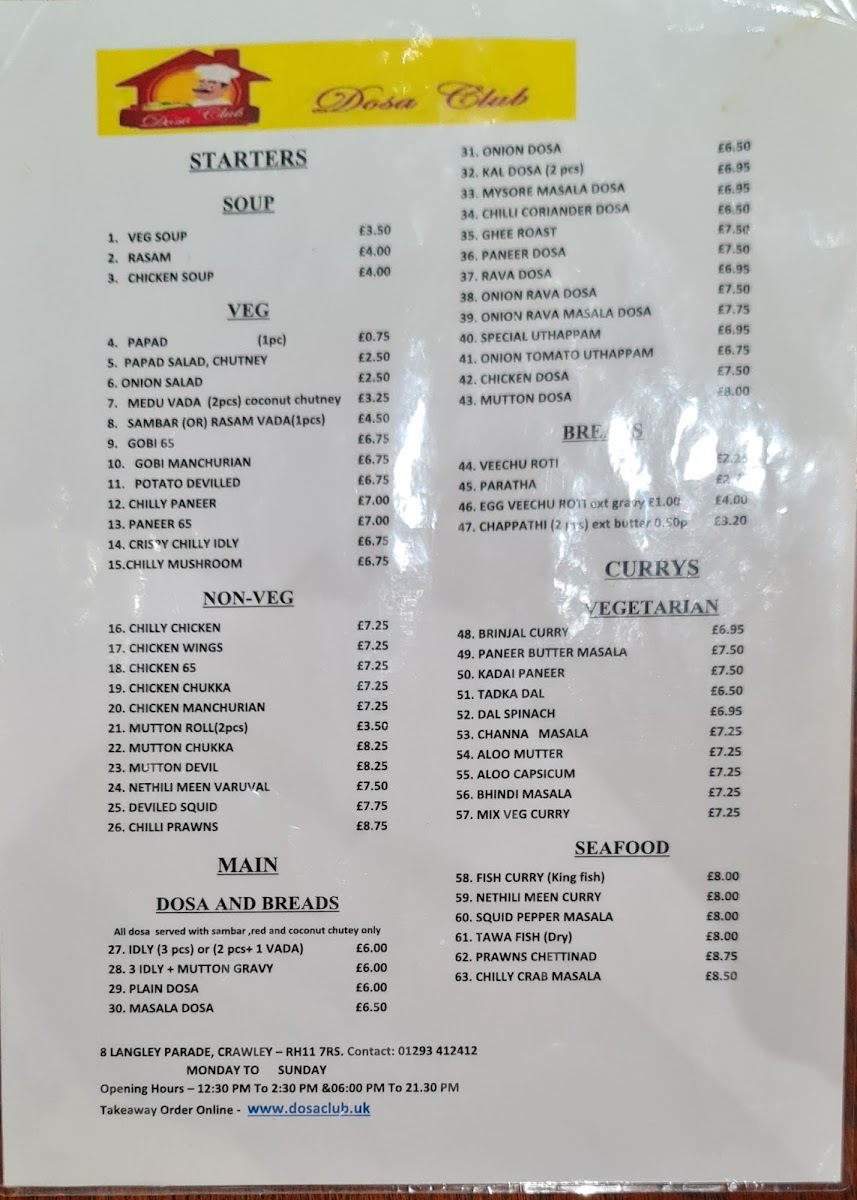 Dosa Club
Dosa Club
STARTERS
SOUP
1. VEG SOUP £3.50
2. RASAM £4.00
3. CHICKEN SOUP £4.00
VEG
4. PAPAD (1pc) £0.75
5. PAPAD SALAD, CHUTNEY £2.50
6. ONION SALAD £2.50
7. MEDU VADA (2pcs) coconut chutney £3.25
8. SAMBAR (OR) RASAM VADA(1pcs) £4.50
9. GOBI 65 £6.75
10. GOBI MANCHURIAN £6.75
11. POTATO DEVILLED £6.75
12. CHILLY PANEER £7.00
13. PANEER 65 £7.00
14. CRISPY CHILLY IDLY £6.75
15.CHILLY MUSHROOM £6.75
NON-VEG
16. CHILLY CHICKEN £7.25
17. CHICKEN WINGS £7.25
18. CHICKEN 65 £7.25
19. CHICKEN CHUKKA £7.25
20. CHICKEN MANCHURIAN £7.25
21. MUTTON ROLL(2pcs) £3.50
22. MUTTON CHUKKA £8.25
23. MUTTON DEVIL £8.25
24. NETHILI MEEN VARUVAL £7.50
25. DEVILED SQUID £7.75
26. CHILLI PRAWNS £8.75
MAIN
DOSA AND BREADS
All dosa served with sambar ,red and coconut chutey only
27. IDLY (3 pcs) or (2 pcs+ 1 VADA) £6.00
28. 3 IDLY + MUTTON GRAVY £6.00
29. PLAIN DOSA £6.00
30. MASALA DOSA £6.50
31. ONION DOSA £6.50
32. KAL DOSA (2 pcs) £6.95
33. MYSORE MASALA DOSA £6.95
34. CHILLI CORIANDER DOSA £6.50
35. GHEE ROAST £7.50
36. PANEER DOSA £7.50
37. RAVA DOSA £6.95
38. ONION RAVA DOSA £7.50
39. ONION RAVA MASALA DOSA £7.75
40. SPECIAL UTHAPPAM £6.95
41. ONION TOMATO UTHAPPAM £6.75
42. CHICKEN DOSA £7.50
43. MUTTON DOSA £8.00
BREADS
44. VEECHU ROTI
45. PARATHA
46. EGG VEECHU ROTI ext gravy £1.00 £4.00
47. CHAPPATHI (2 pcs) ext butter 0.50p £3.20
CURRYS
VEGETARIAN
48. BRINJAL CURRY £6.95
49. PANEER BUTTER MASALA £7.50
50. KADAI PANEER £7.50
51. TADKA DAL £6.50
52. DAL SPINACH £6.95
53. CHANNA MASALA £7.25
54. ALOO MUTTER £7.25
55. ALOO CAPSICUM £7.25
56. BHINDI MASALA £7.25
57. MIX VEG CURRY £7.25
SEAFOOD
58. FISH CURRY (King fish) £8.00
59. NETHILI MEEN CURRY £8.00
60. SQUID PEPPER MASALA £8.00
61. TAWA FISH (Dry) £8.00
62. PRAWNS CHETTINAD £8.75
63. CHILLY CRAB MASALA £8.50
8 LANGLEY PARADE, CRAWLEY – RH11 7RS. Contact: 01293 412412
MONDAY TO SUNDAY
Opening Hours – 12:30 PM To 2:30 PM &06:00 PM To 21.30 PM
Takeaway Order Online - www.dosaclub.uk